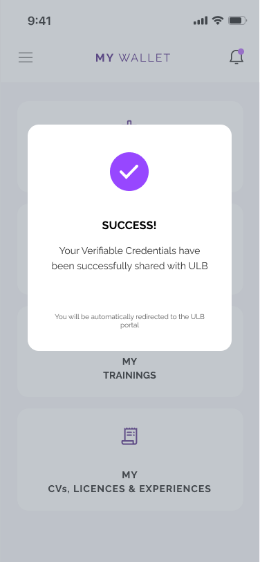 9:41
MY WALLET
SUCCESS!
Your Verifiable Credentials have
been successfully shared with ULB
You will be automatically redirected to the ULB
portal
MY
TRAININGS
MY
CVs, LICENCES & EXPERIENCES